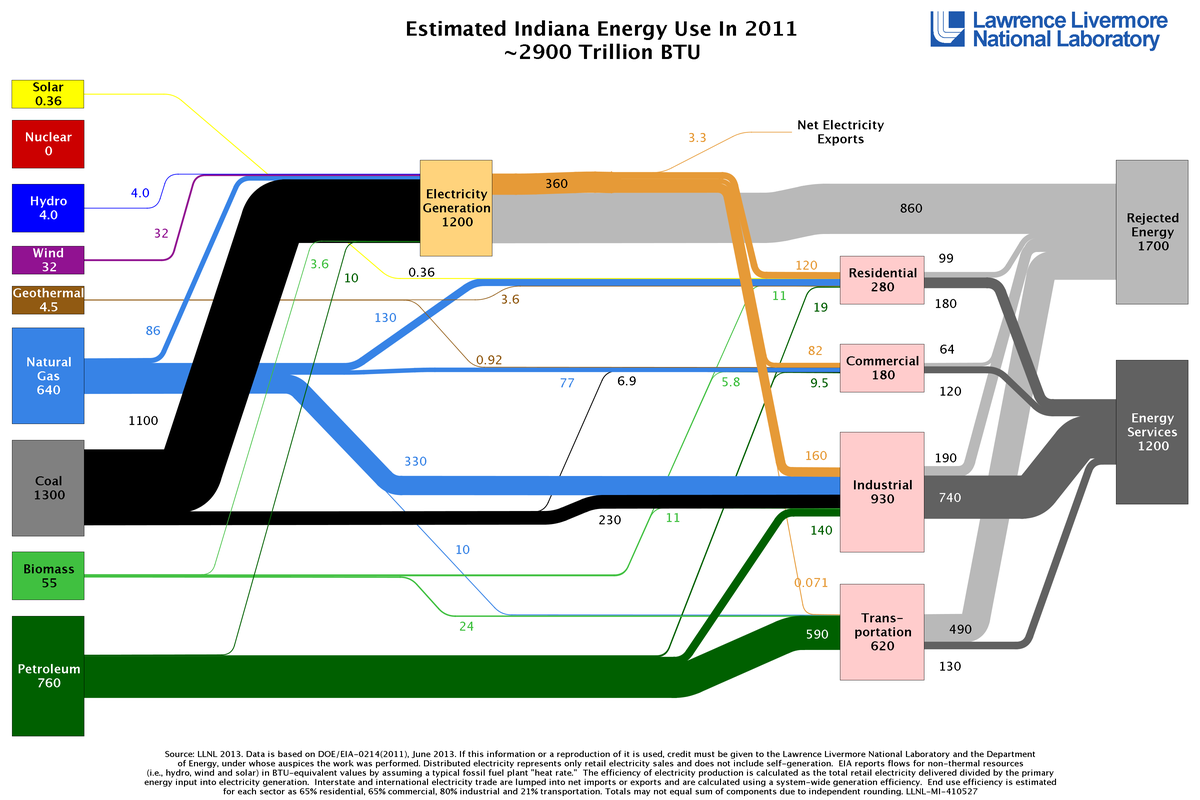 Estimated Indiana Energy Use In 2011
~2900 Trillion BTU
Lawrence Livermore
National Laboratory
Solar
0.36
Nuclear
0
Hydro
4.0
Wind
32
Geothermal
4.5
Natural
Gas
640
Coal
1300
Biomass
55
Petroleum
760
4.0
32
86
1100
3.6
10
Electricity
Generation
1200
360
3.3
Net Electricity
Exports
860
0.36
3.6
130
0.92
77
6.9
330
230
10
24
11
5.8
11
120
19
82
9.5
160
140
0.071
590
Residential
280
Commercial
180
Industrial
930
Trans-
portation
620
99
180
64
120
190
740
490
130
Rejected
Energy
1700
Energy
Services
1200
Source: LLNL 2013. Data is based on DOE/EIA-0214(2011), June 2013. If this information or a reproduction of it is used, credit must be given to the Lawrence Livermore National Laboratory and the Department
of Energy, under whose auspices the work was performed. Distributed electricity represents only retail electricity sales and does not include self-generation. EIA reports flows for non-thermal resources
(i.e., hydro, wind and solar) in BTU-equivalent values by assuming a typical fossil fuel plant "heat rate." The efficiency of electricity production is calculated as the total retail electricity delivered divided by the primary
energy input into electricity generation. Interstate and international electricity trade are lumped into net imports or exports and are calculated using a system-wide generation efficiency. End use efficiency is estimated
for each sector as 65% residential, 65% commercial, 80% industrial and 21% transportation. Totals may not equal sum of components due to independent rounding. LLNL-MI-410527